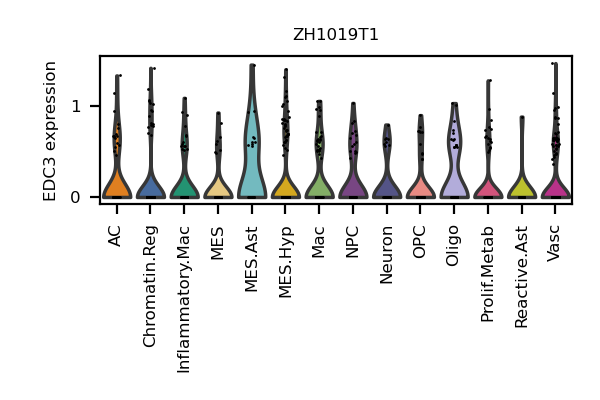 ZH1019T1
EDC3 expression
1
0
AC
Chromatin.Reg
Inflammatory.Mac
MES
MES.Ast
MES.Hyp
Mac
NPC
Neuron
OPC
Oligo
Prolif.Metab
Reactive.Ast
Vasc